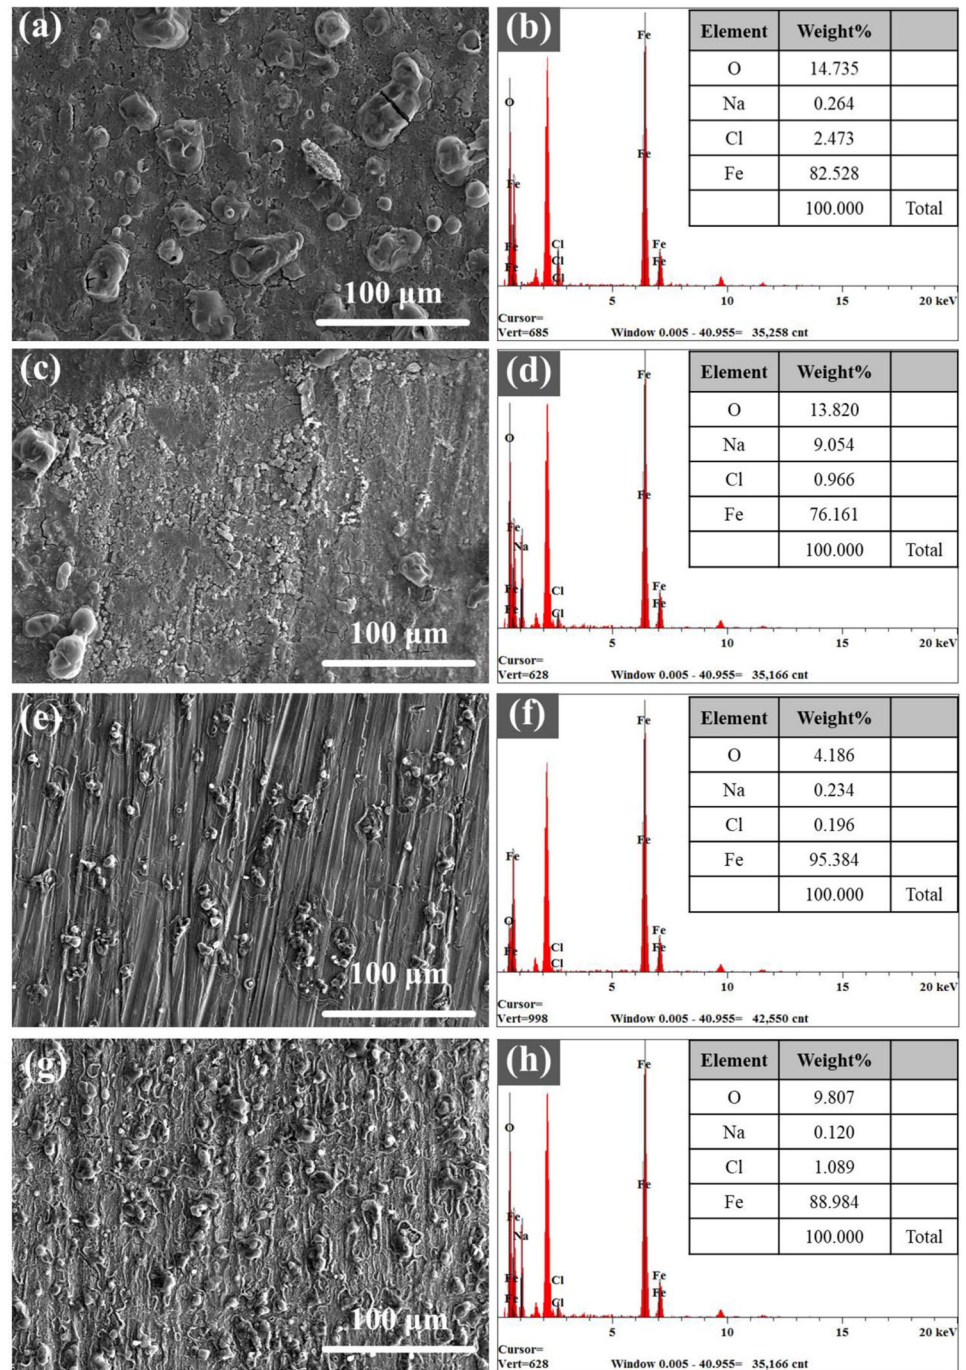 (a)
100 μm
(b)
Fe
O
Fe
Fe
Fe
Fe
Cl
Cl
Cl
Fe
Fe
Element Weight%
O 14.735
Na 0.264
Cl 2.473
Fe 82.528
100.000 Total
5 10 15 20 keV
Cursor=
Vert=685 Window 0.005 - 40.955= 35,258 cnt
(c)
100 μm
(d)
Fe
O
Fe
Fe
Na
Fe
Fe
Cl
Cl
Fe
Fe
Element Weight%
O 13.820
Na 9.054
Cl 0.966
Fe 76.161
100.000 Total
5 10 15 20 keV
Cursor=
Vert=628 Window 0.005 - 40.955= 35,166 cnt
(e)
100 μm
(f)
Fe
Fe
Fe
O
Fe
Cl
Cl
Fe
Fe
Element Weight%
O 4.186
Na 0.234
Cl 0.196
Fe 95.384
100.000 Total
5 10 15 20 keV
Cursor=
Vert=998 Window 0.005 - 40.955= 42,550 cnt
(g)
100 μm
(h)
Fe
O
Fe
Fe
Na
Fe
Fe
Cl
Cl
Fe
Fe
Element Weight%
O 9.807
Na 0.120
Cl 1.089
Fe 88.984
100.000 Total
5 10 15 20 keV
Cursor=
Vert=628 Window 0.005 - 40.955= 35,166 cnt